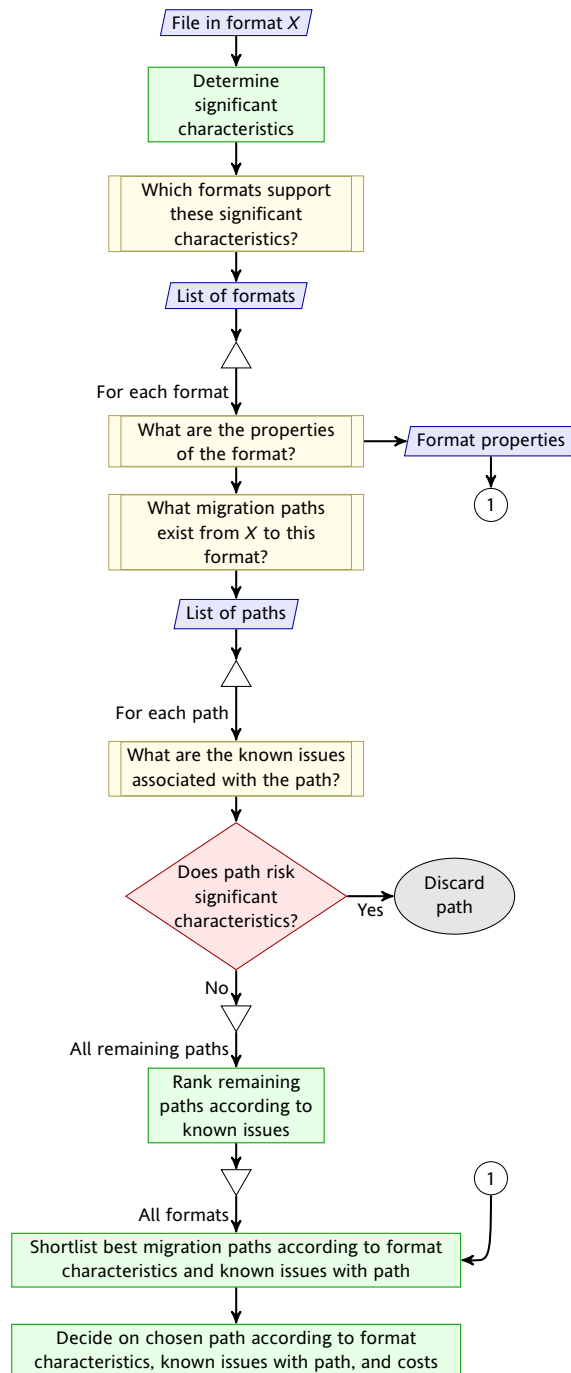 File in format X
Determine
significant
characteristics
Which formats support
these significant
characteristics?
List of formats
For each format
What are the properties
of the format?
Format properties
1
What migration paths
exist from X to this
format?
List of paths
For each path
What are the known issues
associated with the path?
Does path risk
significant
characteristics?
Yes
Discard
path
No
All remaining paths
Rank remaining
paths according to
known issues
1
All formats
Shortlist best migration paths according to format
characteristics and known issues with path
Decide on chosen path according to format
characteristics, known issues with path, and costs